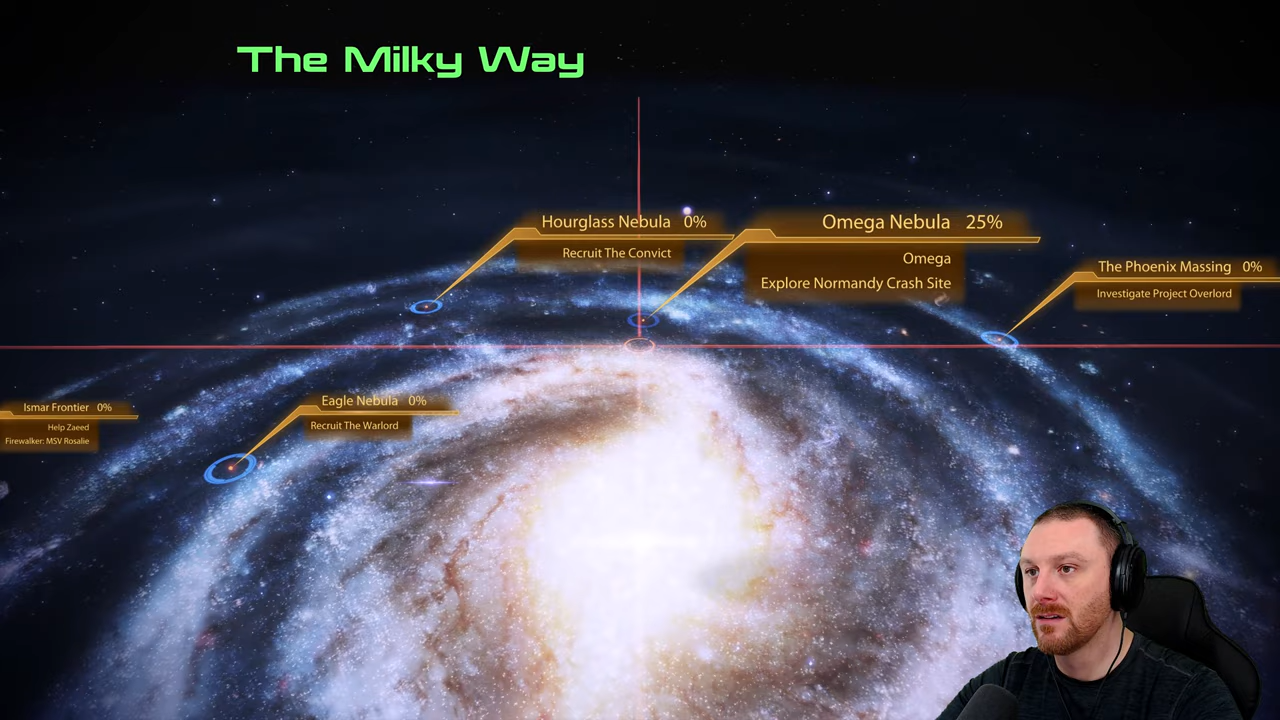 The Milky Way
Hourglass Nebula 0%
Recruit The Convict
Omega Nebula 25%
Omega
Explore Normandy Crash Site
The Phoenix Massing 0%
Investigate Project Overlord
Ismar Frontier 0%
Help Zaeed
Firewalker: MSV Rosalie
Eagle Nebula 0%
Recruit The Warlord